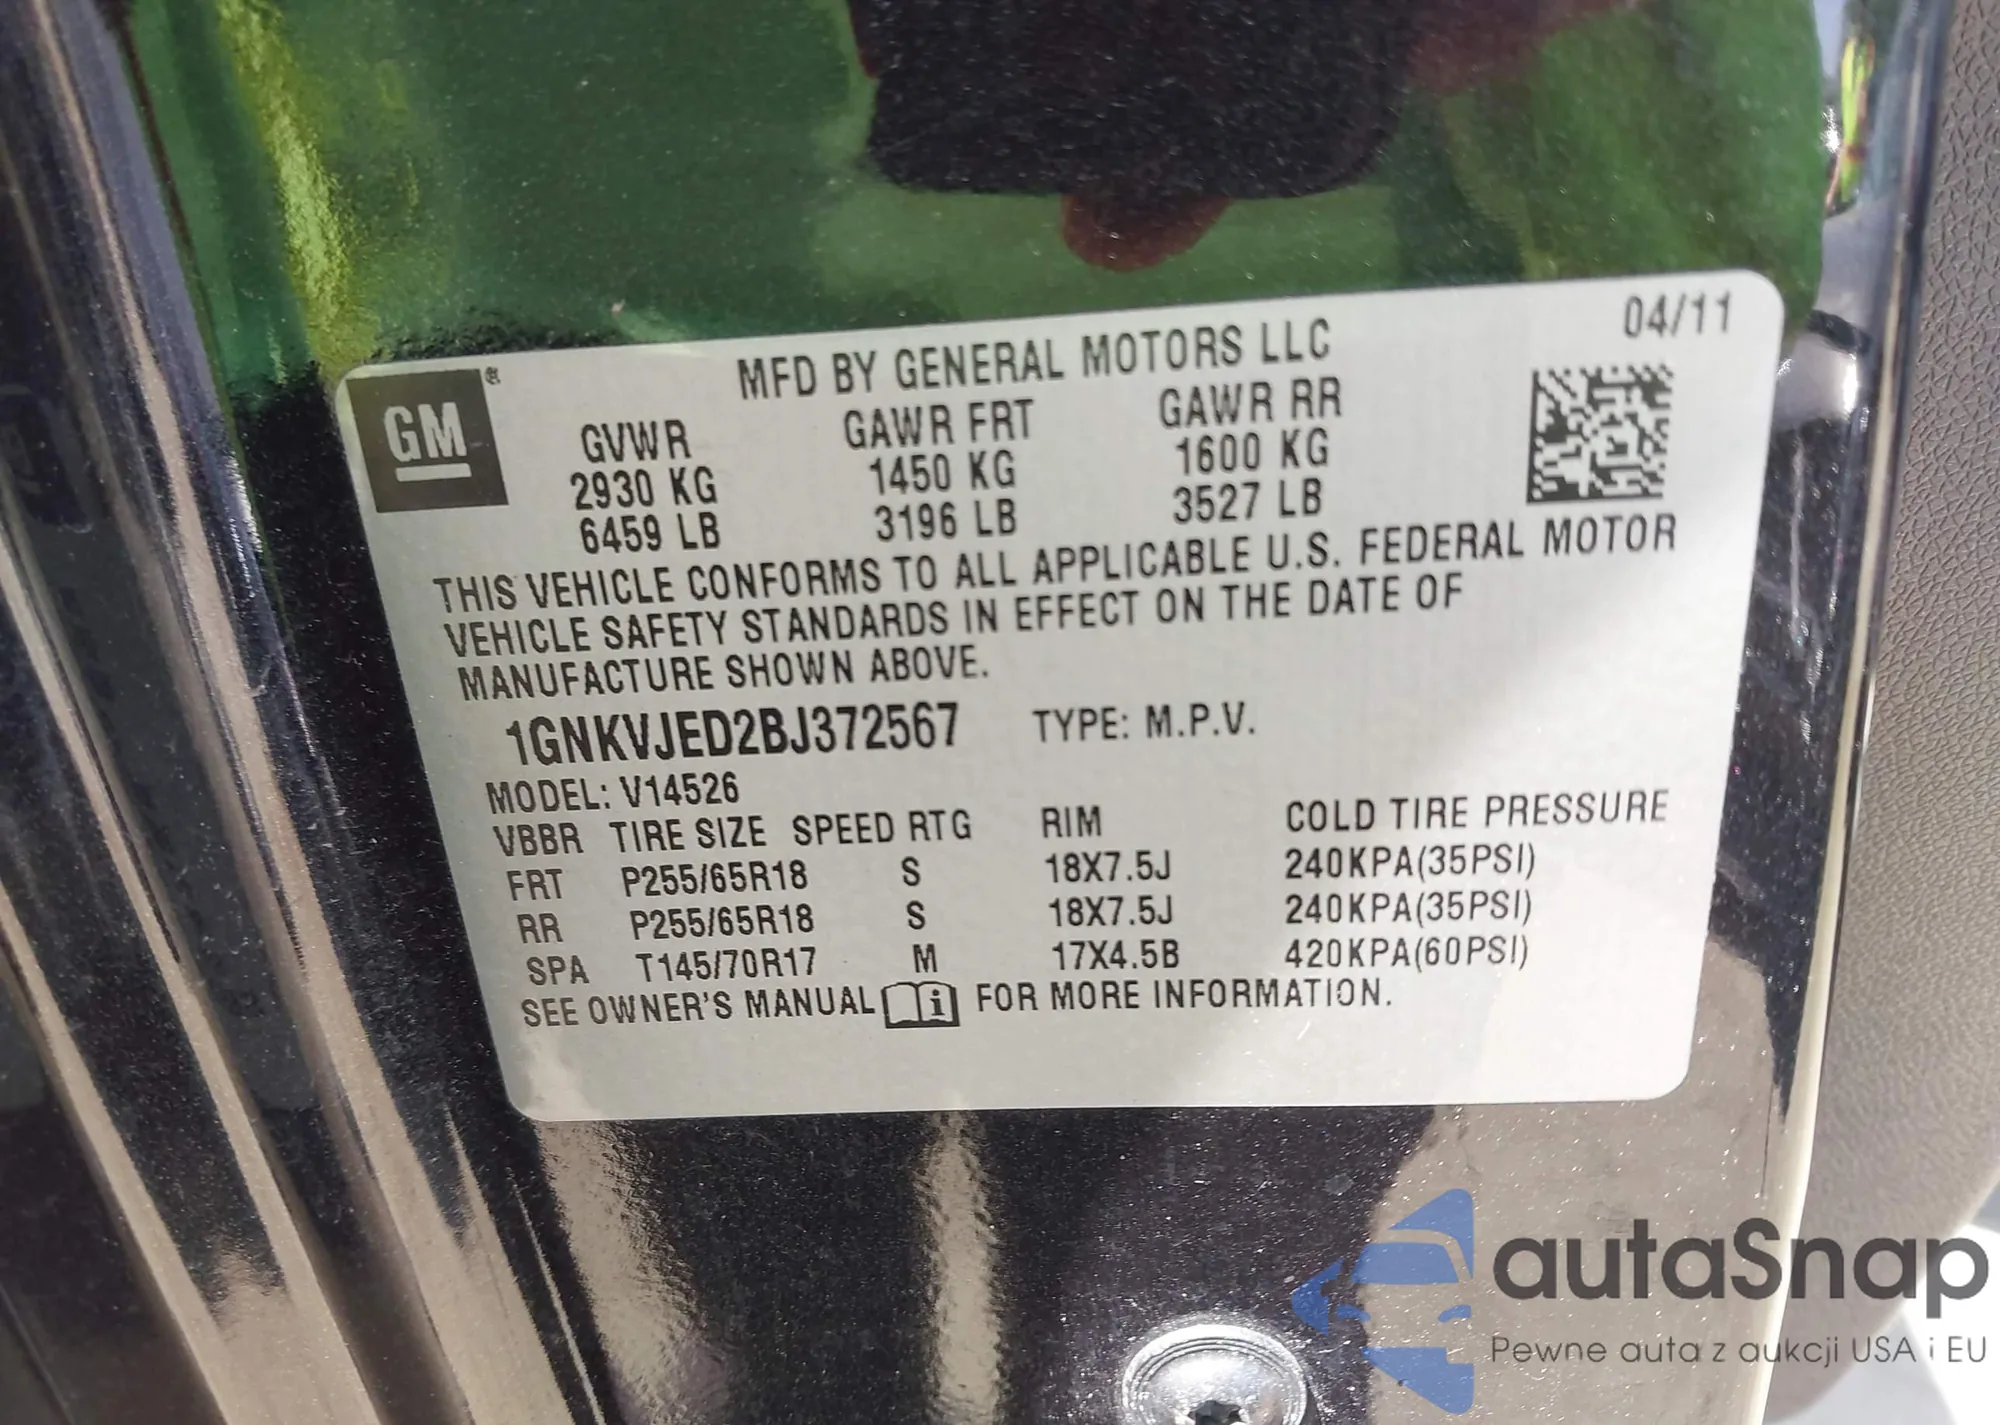 04/11
GM
MFD BY GENERAL MOTORS LLC
GVWR GAWR FRT GAWR RR
2930 KG 1450 KG 1600 KG
6459 LB 3196 LB 3527 LB
THIS VEHICLE CONFORMS TO ALL APPLICABLE U.S. FEDERAL MOTOR
VEHICLE SAFETY STANDARDS IN EFFECT ON THE DATE OF
MANUFACTURE SHOWN ABOVE.
1GNKVJED2BJ372567 TYPE: M.P.V.
MODEL: V14526
VBBR TIRE SIZE SPEED RTG RIM COLD TIRE PRESSURE
FRT P255/65R18 S 18X7.5J 240KPA(35PSI)
RR P255/65R18 S 18X7.5J 240KPA(35PSI)
SPA T145/70R17 M 17X4.5B 420KPA(60PSI)
SEE OWNER'S MANUAL i FOR MORE INFORMATION.
autaSnap
Pewne auta z aukcji USA i EU